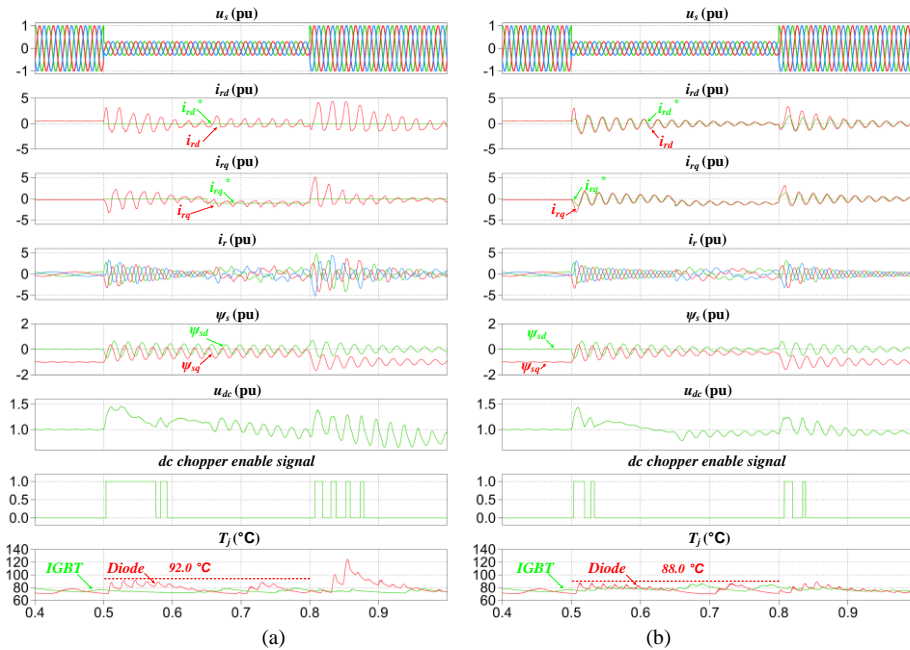 u_s (pu)
1
0
-1
i_rd (pu)
5
0
-5
i_rd*
i_rd
i_rq (pu)
5
0
-5
i_rq*
i_rq
i_r (pu)
5
0
-5
ψ_s (pu)
2
0
-2
ψ_sd
ψ_sq
u_dc (pu)
1.5
1.0
dc chopper enable signal
1.0
0.0
T_j (°C)
140
120
100
80
60
IGBT
Diode
92.0 °C
0.4 0.5 0.6 0.7 0.8 0.9
(a)
u_s (pu)
1
0
-1
i_rd (pu)
5
0
-5
i_rd*
i_rd
i_rq (pu)
5
0
-5
i_rq*
i_rq
i_r (pu)
5
0
-5
ψ_s (pu)
2
0
-2
ψ_sd
ψ_sq
u_dc (pu)
1.5
1.0
dc chopper enable signal
1.0
0.0
T_j (°C)
140
120
100
80
60
IGBT
Diode
88.0 °C
0.4 0.5 0.6 0.7 0.8 0.9
(b)